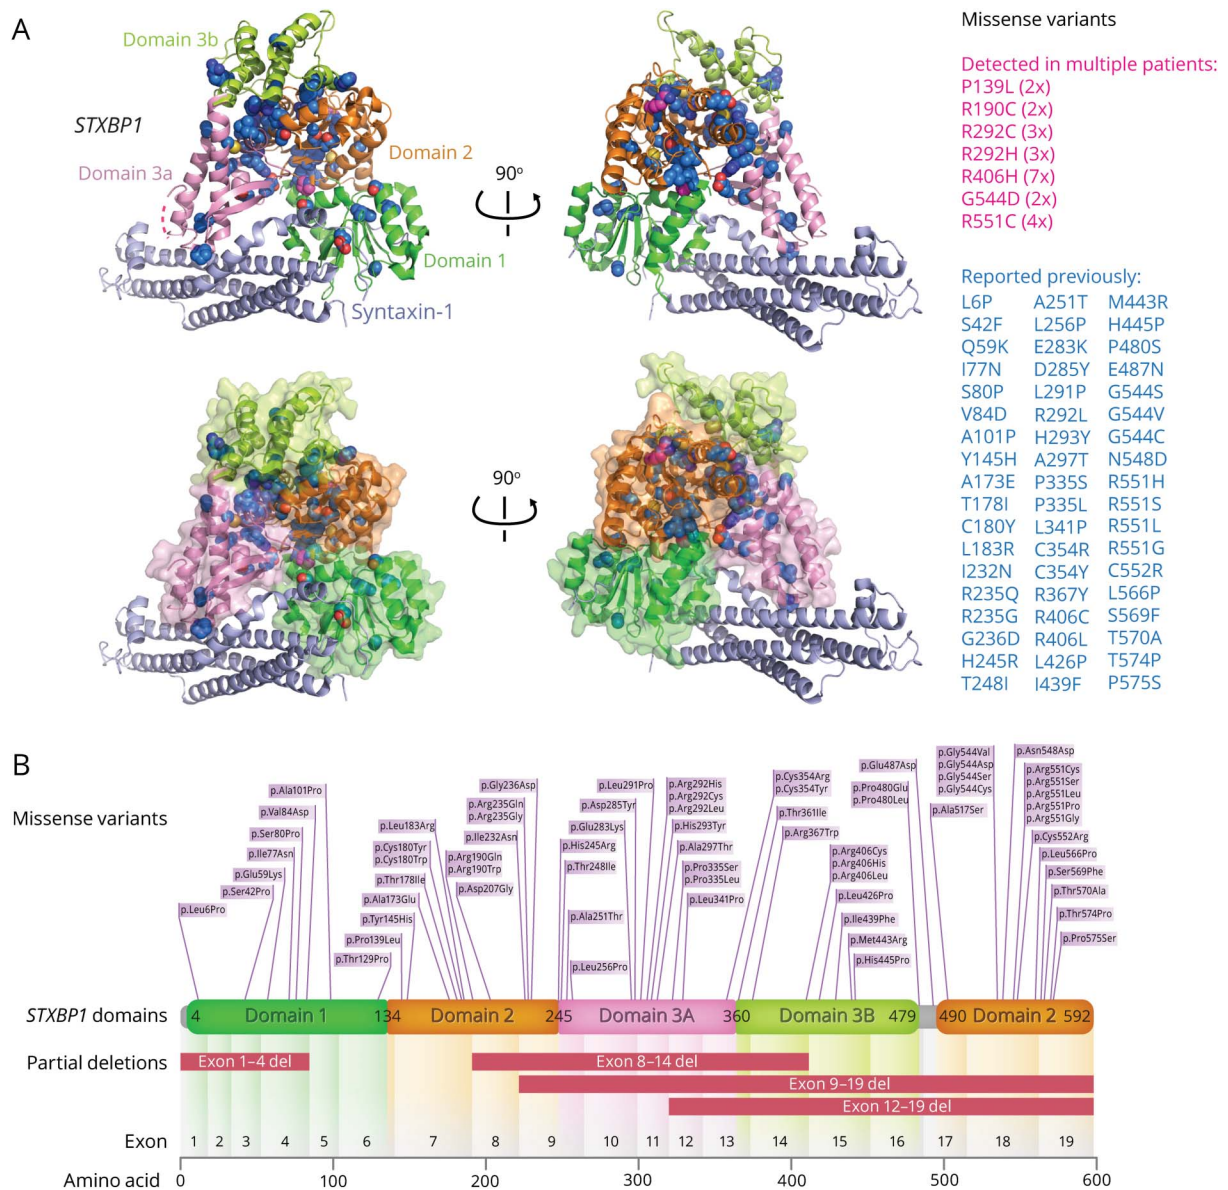 A
Domain 3b
STXBP1
Domain 2
Domain 3a
Domain 1
Syntaxin-1
90°
90°
Missense variants
Detected in multiple patients:
P139L (2x)
R190C (2x)
R292C (3x)
R292H (3x)
R406H (7x)
G544D (2x)
R551C (4x)
Reported previously:
L6P A251T M443R
S42F L256P H445P
Q59K E283K P480S
I77N D285Y E487N
S80P L291P G544S
V84D R292L G544V
A101P H293Y G544C
Y145H A297T N548D
A173E P335S R551H
T178I P335L R551S
C180Y L341P R551L
L183R C354R R551G
I232N C354Y C552R
R235Q R367Y L566P
R235G R406C S569F
G236D R406L T570A
H245R L426P T574P
T248I I439F P575S
B
Missense variants
p.Leu6Pro
p.Ser42Pro
p.Glu59Lys
p.Ile77Asn
p.Ser80Pro
p.Val84Asp
p.Ala101Pro
p.Thr129Pro
p.Pro139Leu
p.Tyr145His
p.Ala173Glu
p.Thr178Ile
p.Cys180Tyr
p.Cys180Trp
p.Leu183Arg
p.Arg190Gln
p.Arg190Trp
p.Asp207Gly
p.Ile232Asn
p.Arg235Gln
p.Arg235Gly
p.Gly236Asp
p.His245Arg
p.Thr248Ile
p.Ala251Thr
p.Leu256Pro
p.Glu283Lys
p.Asp285Tyr
p.Leu291Pro
p.Arg292His
p.Arg292Cys
p.Arg292Leu
p.His293Tyr
p.Ala297Thr
p.Pro335Ser
p.Pro335Leu
p.Leu341Pro
p.Cys354Arg
p.Cys354Tyr
p.Thr361Ile
p.Arg367Trp
p.Arg406Cys
p.Arg406His
p.Arg406Leu
p.Leu426Pro
p.Ile439Phe
p.Met443Arg
p.His445Pro
p.Glu487Asp
p.Pro480Glu
p.Pro480Leu
p.Ala517Ser
p.Gly544Val
p.Gly544Asp
p.Gly544Ser
p.Gly544Cys
p.Asn548Asp
p.Arg551Cys
p.Arg551Ser
p.Arg551Leu
p.Arg551Pro
p.Arg551Gly
p.Cys552Arg
p.Leu566Pro
p.Ser569Phe
p.Thr570Ala
p.Thr574Pro
p.Pro575Ser
STXBP1 domains 4 Domain 1 134 Domain 2 245 Domain 3A 360 Domain 3B 479 490 Domain 2 592
Partial deletions Exon 1–4 del Exon 8–14 del
Exon 9–19 del
Exon 12–19 del
Exon 1 2 3 4 5 6 7 8 9 10 11 12 13 14 15 16 17 18 19
Amino acid 0 100 200 300 400 500 600